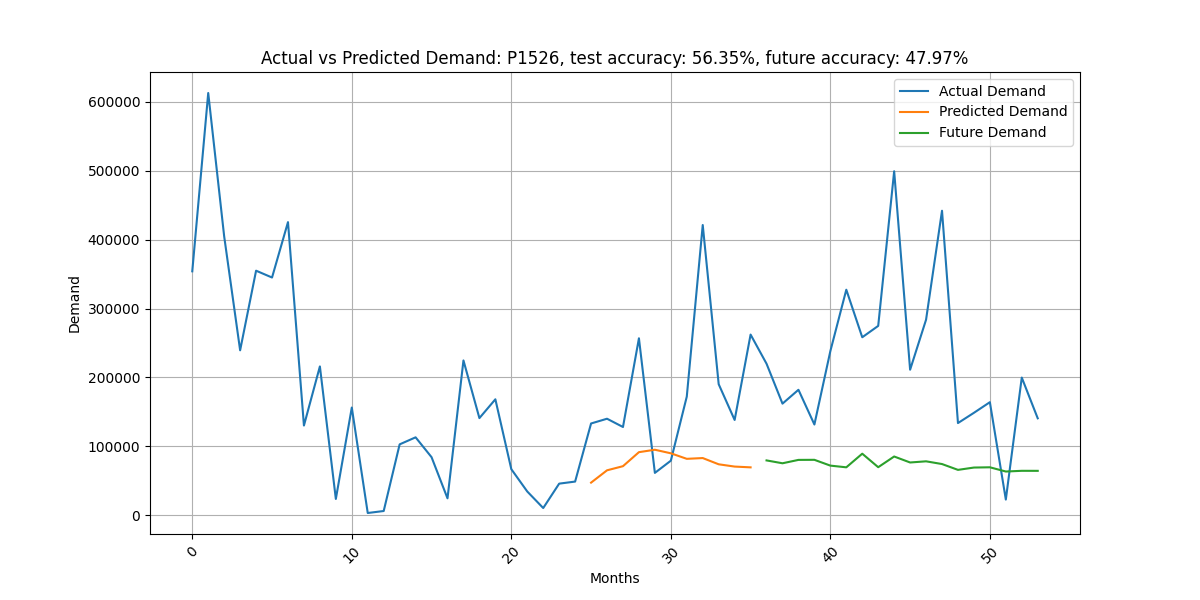 Actual vs Predicted Demand: P1526, test accuracy: 56.35%, future accuracy: 47.97%
Actual Demand
Predicted Demand
Future Demand
Demand
600000
500000
400000
300000
200000
100000
0
0
10
20
30
40
50
Months